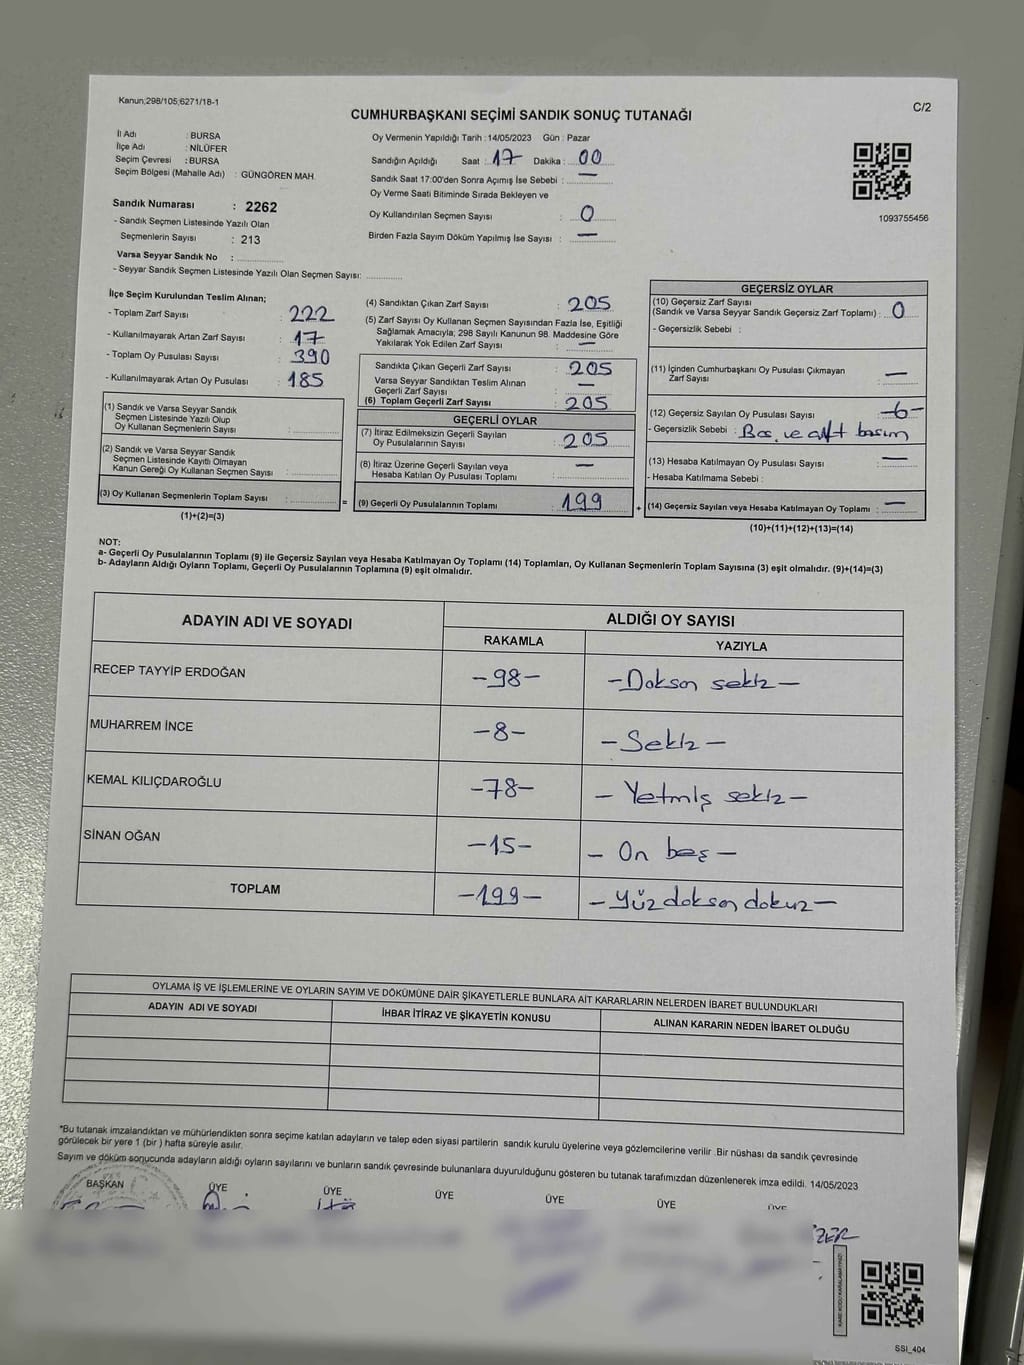 Kanun;298/105;6271/18-1
C/2
CUMHURBAŞKANI SEÇİMİ SANDIK SONUÇ TUTANAĞI
İl Adı : BURSA
İlçe Adı : NİLÜFER
Seçim Çevresi : BURSA
Seçim Bölgesi (Mahalle Adı) : GÜNGÖREN MAH.
Sandık Numarası : 2262
- Sandık Seçmen Listesinde Yazılı Olan
Seçmenlerin Sayısı : 213
Varsa Seyyar Sandık No :
- Seyyar Sandık Seçmen Listesinde Yazılı Olan Seçmen Sayısı:
Oy Vermenin Yapıldığı Tarih : 14/05/2023 Gün : Pazar
Sandığın Açıldığı Saat : 17 Dakika : 00
Sandık Saat 17:00'den Sonra Açımış İse Sebebi : —
Oy Verme Saati Bitiminde Sırada Bekleyen ve
Oy Kullandırılan Seçmen Sayısı : 0
Birden Fazla Sayım Döküm Yapılmış İse Sayısı : —
1093755456
İlçe Seçim Kurulundan Teslim Alınan;
- Toplam Zarf Sayısı : 222
- Kullanılmayarak Artan Zarf Sayısı : 17
- Toplam Oy Pusulası Sayısı : 390
- Kullanılmayarak Artan Oy Pusulası : 185
(1) Sandık ve Varsa Seyyar Sandık
Seçmen Listesinde Yazılı Olup
Oy Kullanan Seçmenlerin Sayısı :
(2) Sandık ve Varsa Seyyar Sandık
Seçmen Listesinde Kayıtlı Olmayan
Kanun Gereği Oy Kullanan Seçmen Sayısı :
(3) Oy Kullanan Seçmenlerin Toplam Sayısı : =
(1)+(2)=(3)
(4) Sandıktan Çıkan Zarf Sayısı : 205
(5) Zarf Sayısı Oy Kullanan Seçmen Sayısından Fazla İse, Eşitliği
Sağlamak Amacıyla, 298 Sayılı Kanunun 98. Maddesine Göre
Yakılarak Yok Edilen Zarf Sayısı : —
Sandıkta Çıkan Geçerli Zarf Sayısı : 205
Varsa Seyyar Sandıktan Teslim Alınan
Geçerli Zarf Sayısı : —
(6) Toplam Geçerli Zarf Sayısı : 205
GEÇERLİ OYLAR
(7) İtiraz Edilmeksizin Geçerli Sayılan
Oy Pusulalarının Sayısı : 205
(8) İtiraz Üzerine Geçerli Sayılan veya
Hesaba Katılan Oy Pusulası Toplamı : —
(9) Geçerli Oy Pusulalarının Toplamı : 199 +
GEÇERSİZ OYLAR
(10) Geçersiz Zarf Sayısı
(Sandık ve Varsa Seyyar Sandık Geçersiz Zarf Toplamı) : 0
- Geçersizlik Sebebi :
(11) İçinden Cumhurbaşkanı Oy Pusulası Çıkmayan
Zarf Sayısı : —
(12) Geçersiz Sayılan Oy Pusulası Sayısı : -6-
- Geçersizlik Sebebi : Boş, ve çift basım
(13) Hesaba Katılmayan Oy Pusulası Sayısı : —
- Hesaba Katılmama Sebebi :
(14) Geçersiz Sayılan veya Hesaba Katılmayan Oy Toplamı : —
(10)+(11)+(12)+(13)=(14)
NOT:
a- Geçerli Oy Pusulalarının Toplamı (9) ile Geçersiz Sayılan veya Hesaba Katılmayan Oy Toplamı (14) Toplamları, Oy Kullanan Seçmenlerin Toplam Sayısına (3) eşit olmalıdır. (9)+(14)=(3)
b- Adayların Aldığı Oyların Toplamı, Geçerli Oy Pusulalarının Toplamına (9) eşit olmalıdır.
ADAYIN ADI VE SOYADI
ALDIĞI OY SAYISI
RAKAMLA YAZIYLA
RECEP TAYYİP ERDOĞAN -98- -Doksan sekiz-
MUHARREM İNCE -8- -Sekiz-
KEMAL KILIÇDAROĞLU -78- -Yetmiş sekiz-
SİNAN OĞAN -15- -On beş-
TOPLAM -199- -Yüz doksan dokuz-
OYLAMA İŞ VE İŞLEMLERİNE VE OYLARIN SAYIM VE DÖKÜMÜNE DAİR ŞİKAYETLERLE BUNLARA AİT KARARLARIN NELERDEN İBARET BULUNDUKLARI
ADAYIN ADI VE SOYADI İHBAR İTİRAZ VE ŞİKAYETİN KONUSU ALINAN KARARIN NEDEN İBARET OLDUĞU
*Bu tutanak imzalandıktan ve mühürlendikten sonra seçime katılan adayların ve talep eden siyasi partilerin sandık kurulu üyelerine veya gözlemcilerine verilir .Bir nüshası da sandık çevresinde
görülecek bir yere 1 (bir ) hafta süreyle asılır.
Sayım ve döküm sonucunda adayların aldığı oyların sayılarını ve bunların sandık çevresinde bulunanlara duyurulduğunu gösteren bu tutanak tarafımızdan düzenlenerek imza edildi. 14/05/2023
BAŞKAN ÜYE ÜYE ÜYE ÜYE ÜYE ÜYE
SSI_404